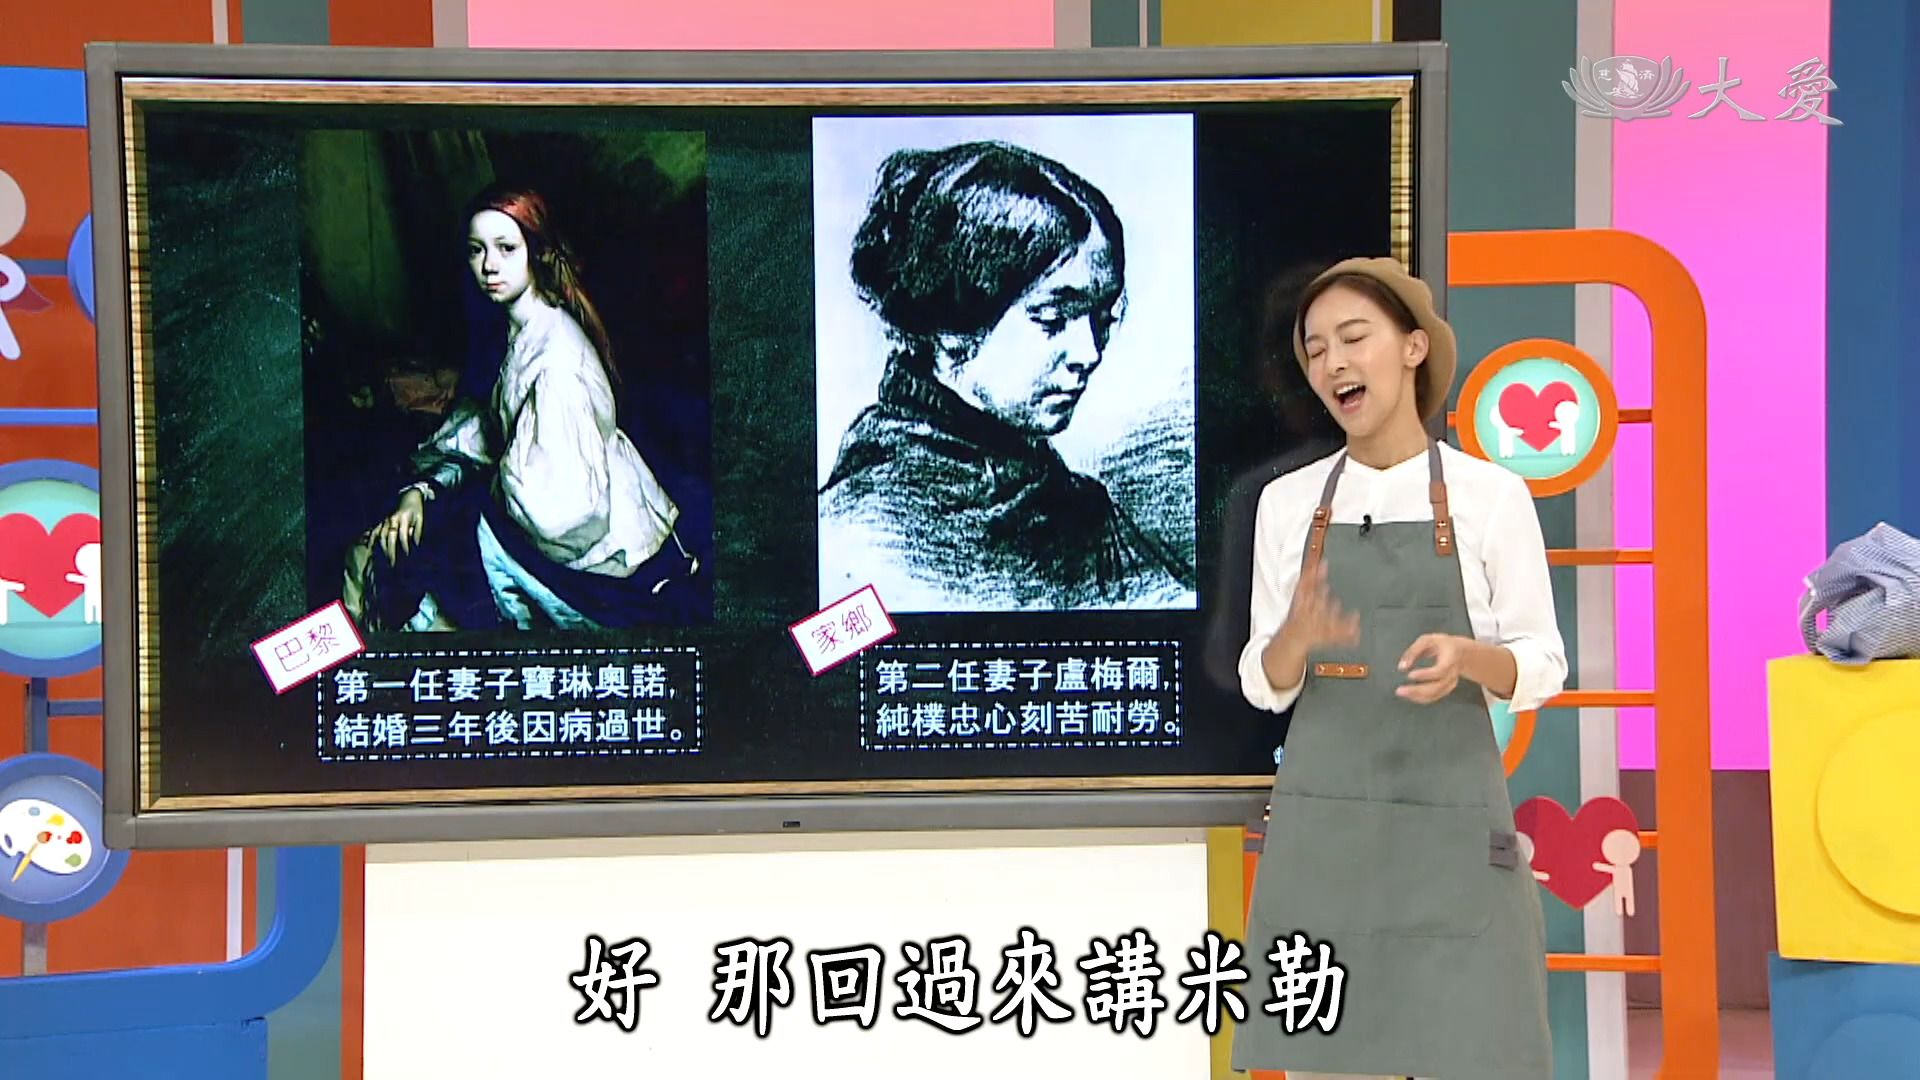 慈濟
大愛
巴黎
第一任妻子寶琳奧諾,
結婚三年後因病過世。
家鄉
第二任妻子盧梅爾,
純樸忠心刻苦耐勞。
好 那回過來講米勒